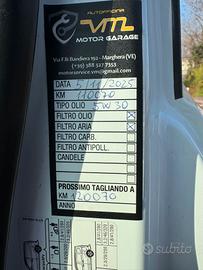 AUTOFFICINA
VM
MOTOR GARAGE
Via F.lli Bandiera 192 - Marghera (VE)
(+39) 388 527 7353
motorservice.vm@gmail.com
DATA 5/11/2025
KM 110070
TIPO OLIO 5W30
FILTRO OLIO X
FILTRO ARIA X
FILTRO CARB.
FILTRO ANTIPOLL.
CANDELE
PROSSIMO TAGLIANDO A
KM 120070
ANNO
subito